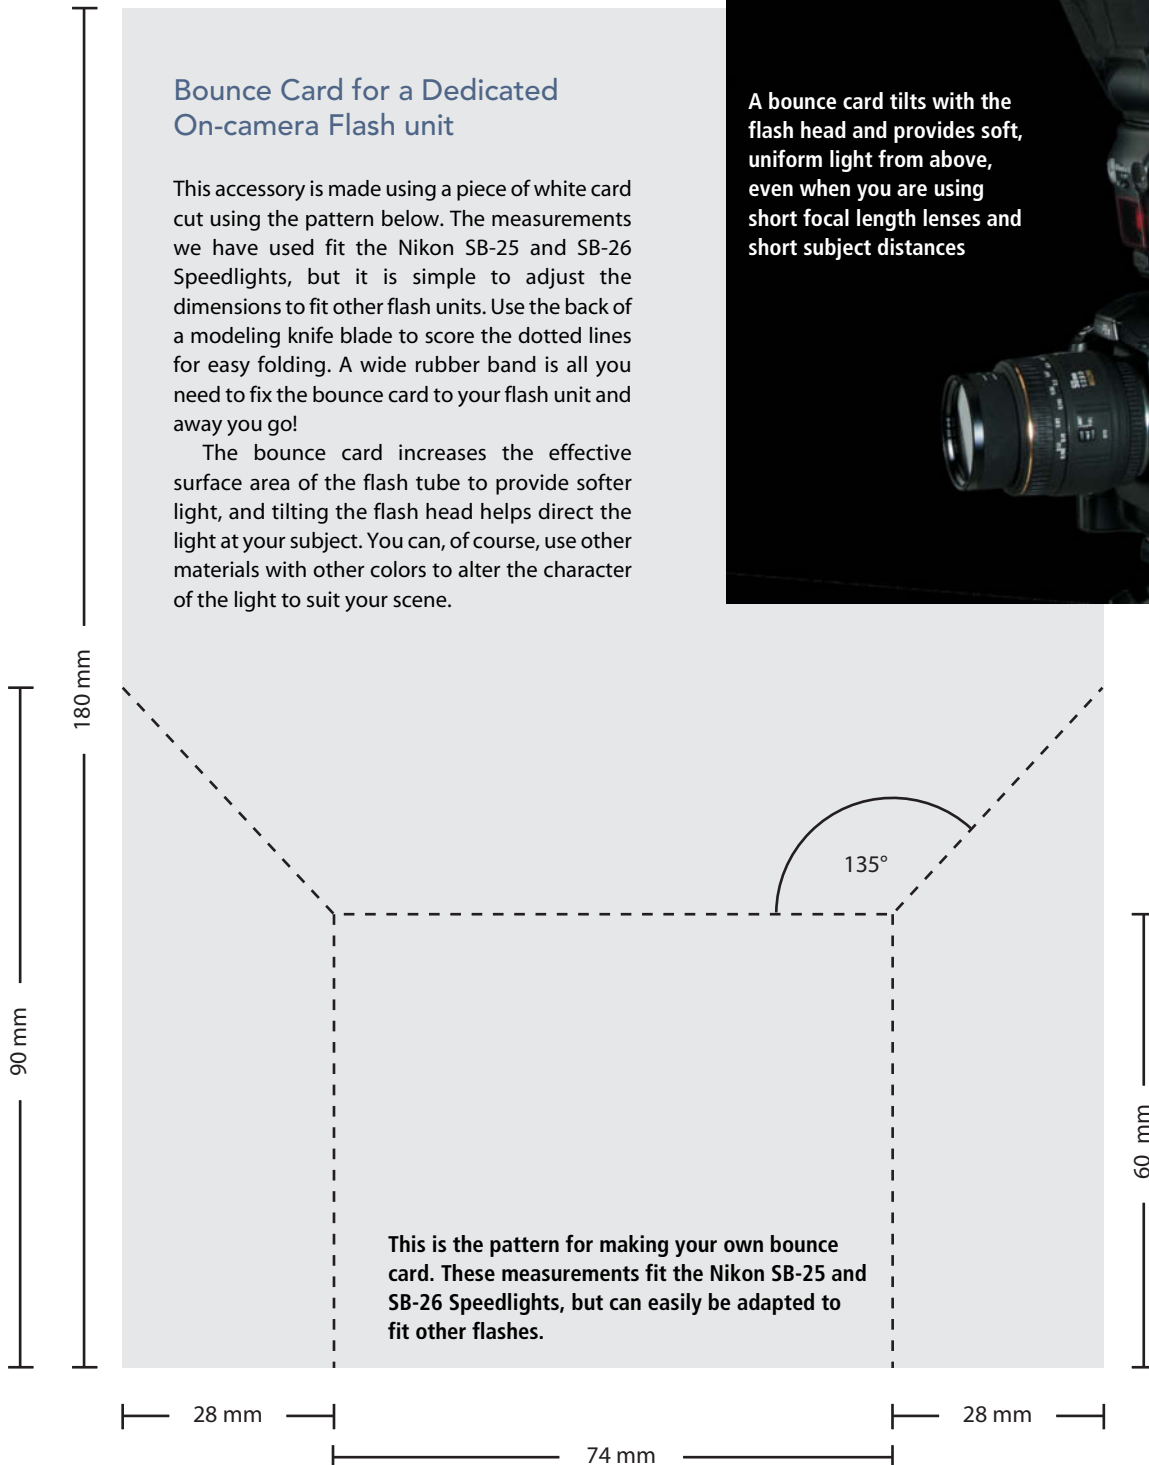 Bounce Card for a Dedicated
On-camera Flash unit
This accessory is made using a piece of white card
cut using the pattern below. The measurements
we have used fit the Nikon SB-25 and SB-26
Speedlights, but it is simple to adjust the
dimensions to fit other flash units. Use the back of
a modeling knife blade to score the dotted lines
for easy folding. A wide rubber band is all you
need to fix the bounce card to your flash unit and
away you go!
The bounce card increases the effective
surface area of the flash tube to provide softer
light, and tilting the flash head helps direct the
light at your subject. You can, of course, use other
materials with other colors to alter the character
of the light to suit your scene.
A bounce card tilts with the
flash head and provides soft,
uniform light from above,
even when you are using
short focal length lenses and
short subject distances
180 mm
90 mm
135°
60 mm
This is the pattern for making your own bounce
card. These measurements fit the Nikon SB-25 and
SB-26 Speedlights, but can easily be adapted to
fit other flashes.
28 mm
28 mm
74 mm